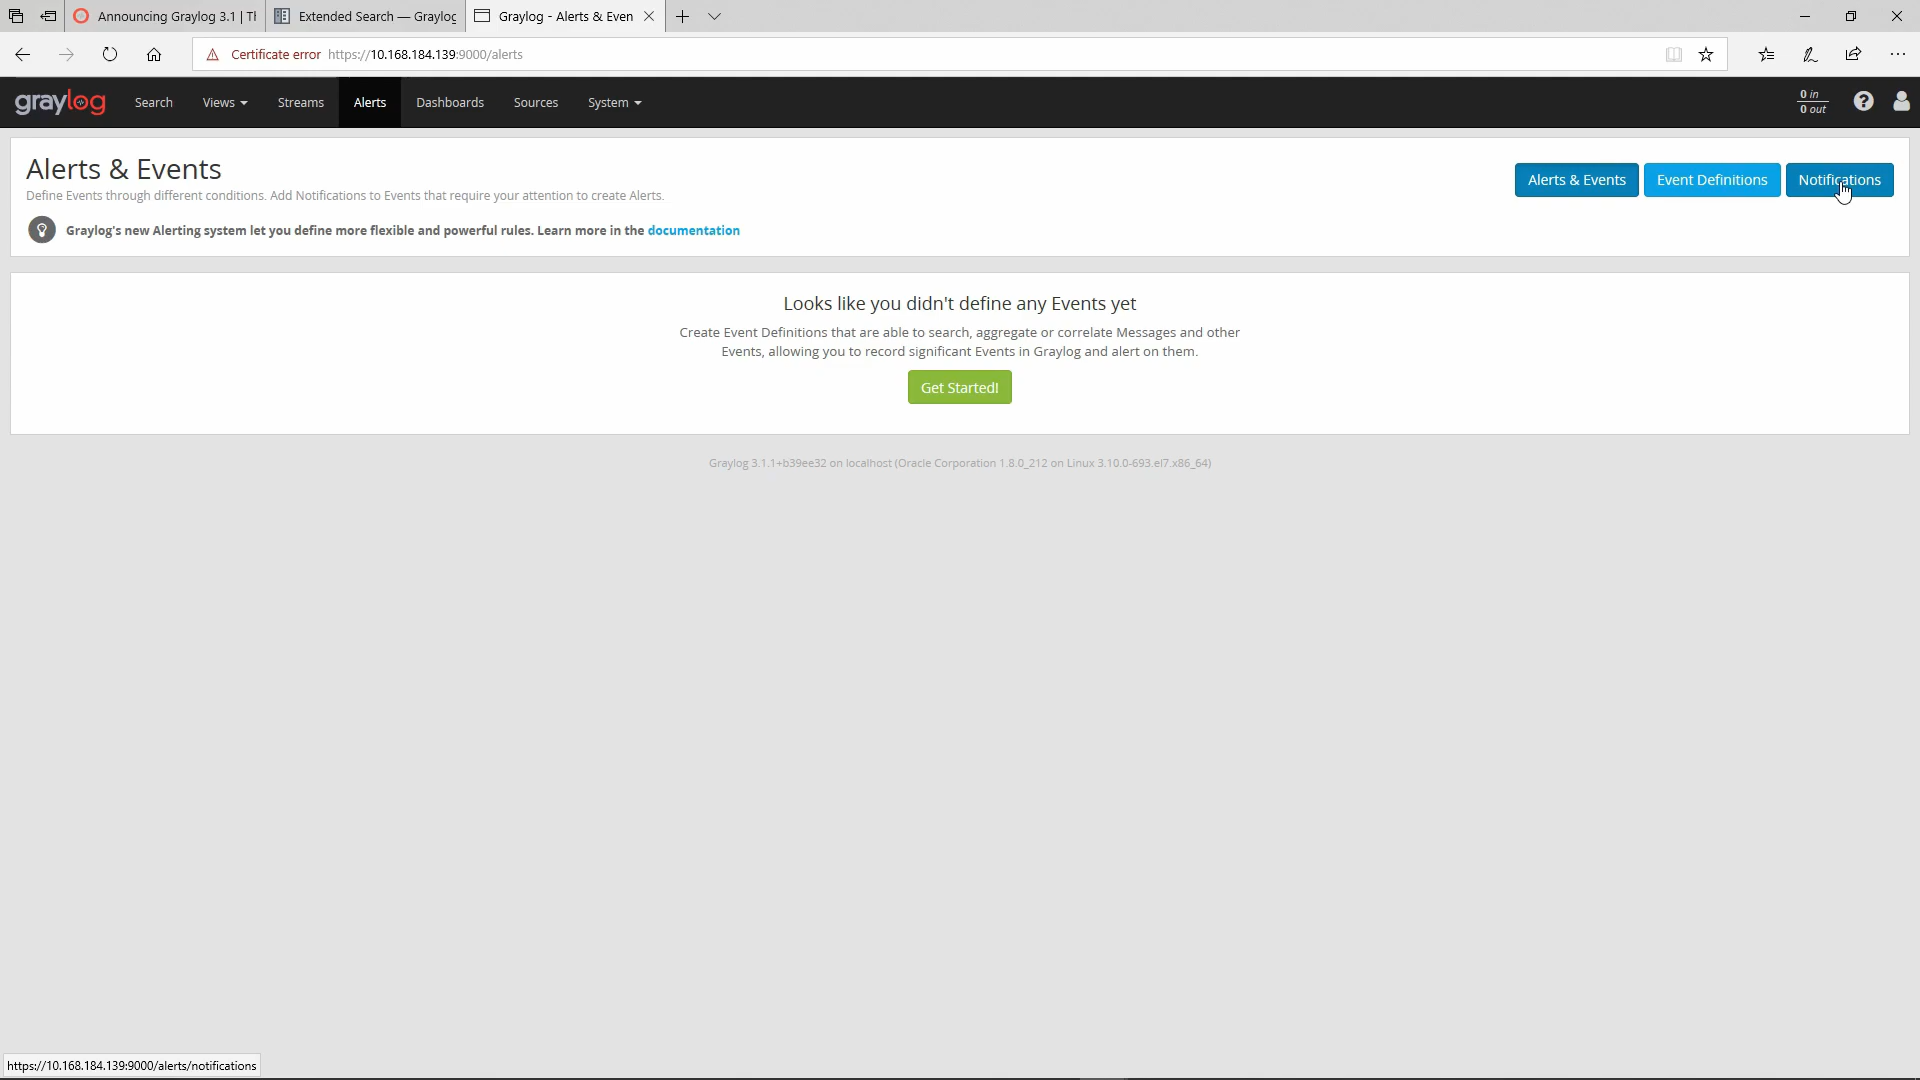 Announcing Graylog 3.1 | Th
Extended Search — Graylog
Graylog - Alerts & Even
Certificate error https://10.168.184.139:9000/alerts
graylog Search Views Streams Alerts Dashboards Sources System 0 in
0 out
Alerts & Events
Define Events through different conditions. Add Notifications to Events that require your attention to create Alerts.
Alerts & Events Event Definitions Notifications
Graylog's new Alerting system let you define more flexible and powerful rules. Learn more in the documentation
Looks like you didn't define any Events yet
Create Event Definitions that are able to search, aggregate or correlate Messages and other
Events, allowing you to record significant Events in Graylog and alert on them.
Get Started!
Graylog 3.1.1+b39ee32 on localhost (Oracle Corporation 1.8.0_212 on Linux 3.10.0-693.el7.x86_64)
https://10.168.184.139:9000/alerts/notifications